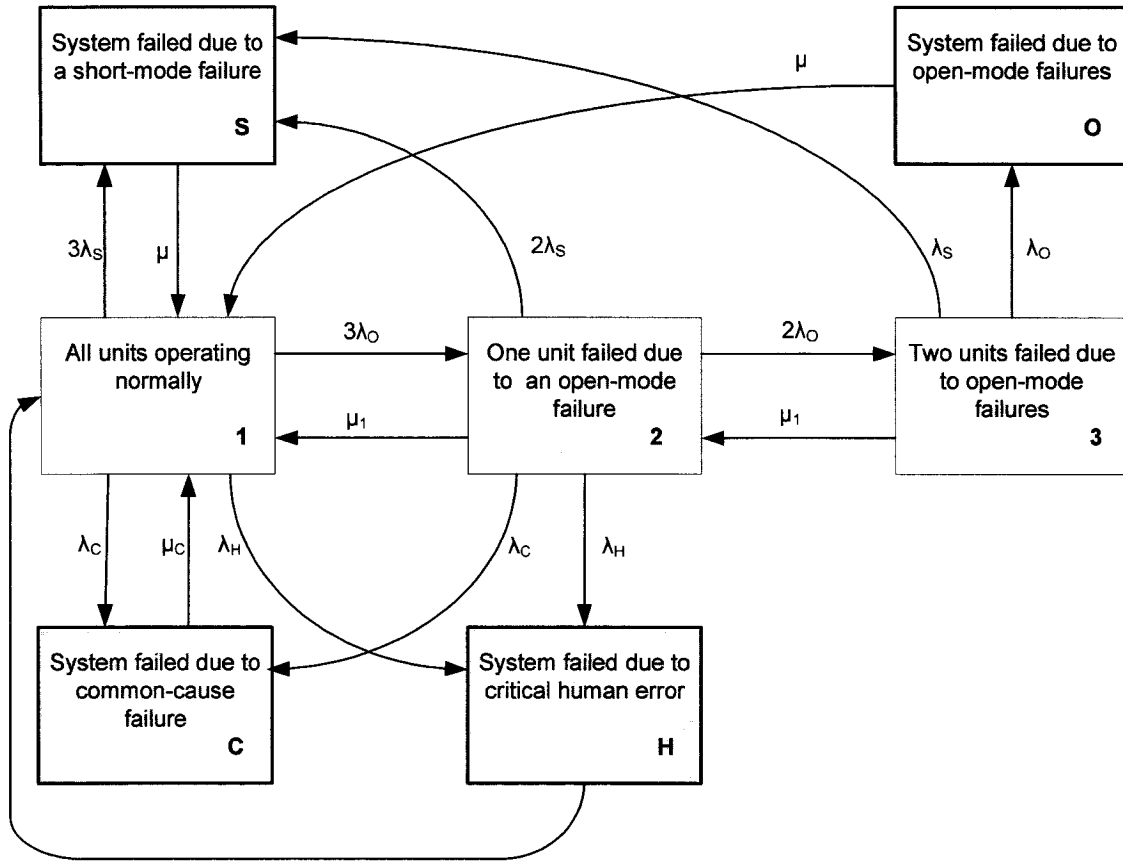 System failed due to
a short-mode failure
S
System failed due to
open-mode failures
O
μ
3λS
μ
2λS
λS
λO
All units operating
normally
1
3λO
μ1
One unit failed due
to an open-mode
failure
2
2λO
μ1
Two units failed due
to open-mode
failures
3
λC
μC
λH
λC
λH
System failed due to
common-cause
failure
C
System failed due to
critical human error
H